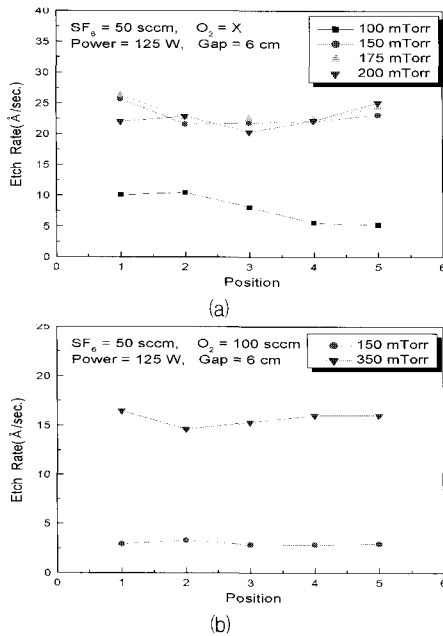 SF6 = 50 sccm, O2 = X
Power = 125 W, Gap = 6 cm
100 mTorr
150 mTorr
175 mTorr
200 mTorr
Etch Rate(Å/sec.)
40
35
30
25
20
15
10
5
0
0 1 2 3 4 5 6
Position
(a)
SF6 = 50 sccm, O2 = 100 sccm
Power = 125 W, Gap = 6 cm
150 mTorr
350 mTorr
Etch Rate(Å/sec.)
25
20
15
10
5
0
0 1 2 3 4 5 6
Position
(b)